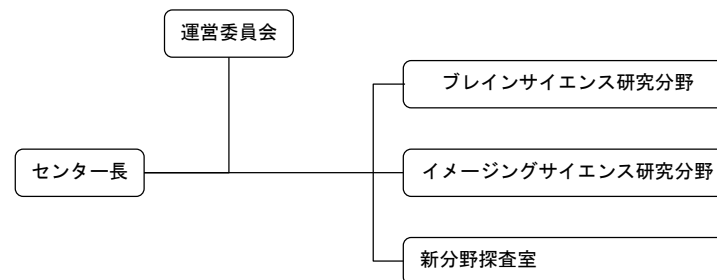 運営委員会
ブレインサイエンス研究分野
センター長
イメージングサイエンス研究分野
新分野探査室